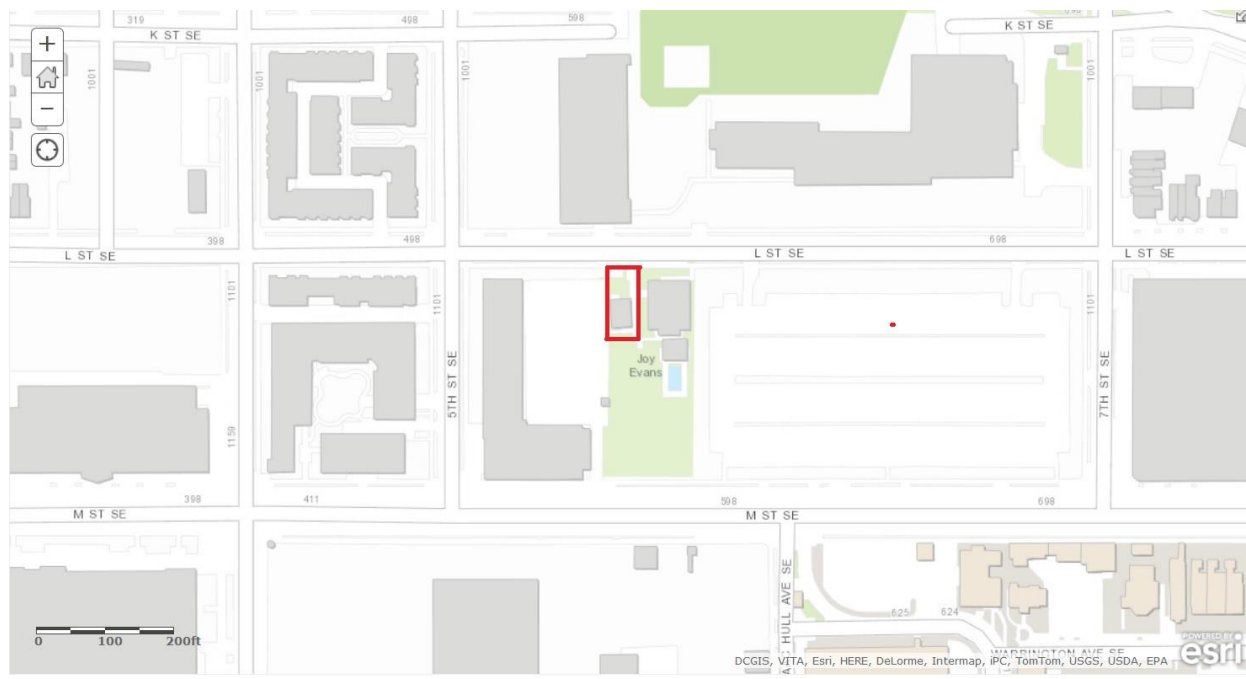 319
498
598
K ST SE
K ST SE
+
−
1001
1001
1001
1001
398
498
698
L ST SE
L ST SE
L ST SE
1101
1101
1101
Joy
Evans
5TH ST SE
7TH ST SE
1159
398
411
598
698
M ST SE
M ST SE
HULL AVE SE
625
624
WARRINGTON AVE SE
0 100 200ft
POWERED BY
esri
DCGIS, VITA, Esri, HERE, DeLorme, Intermap, iPC, TomTom, USGS, USDA, EPA